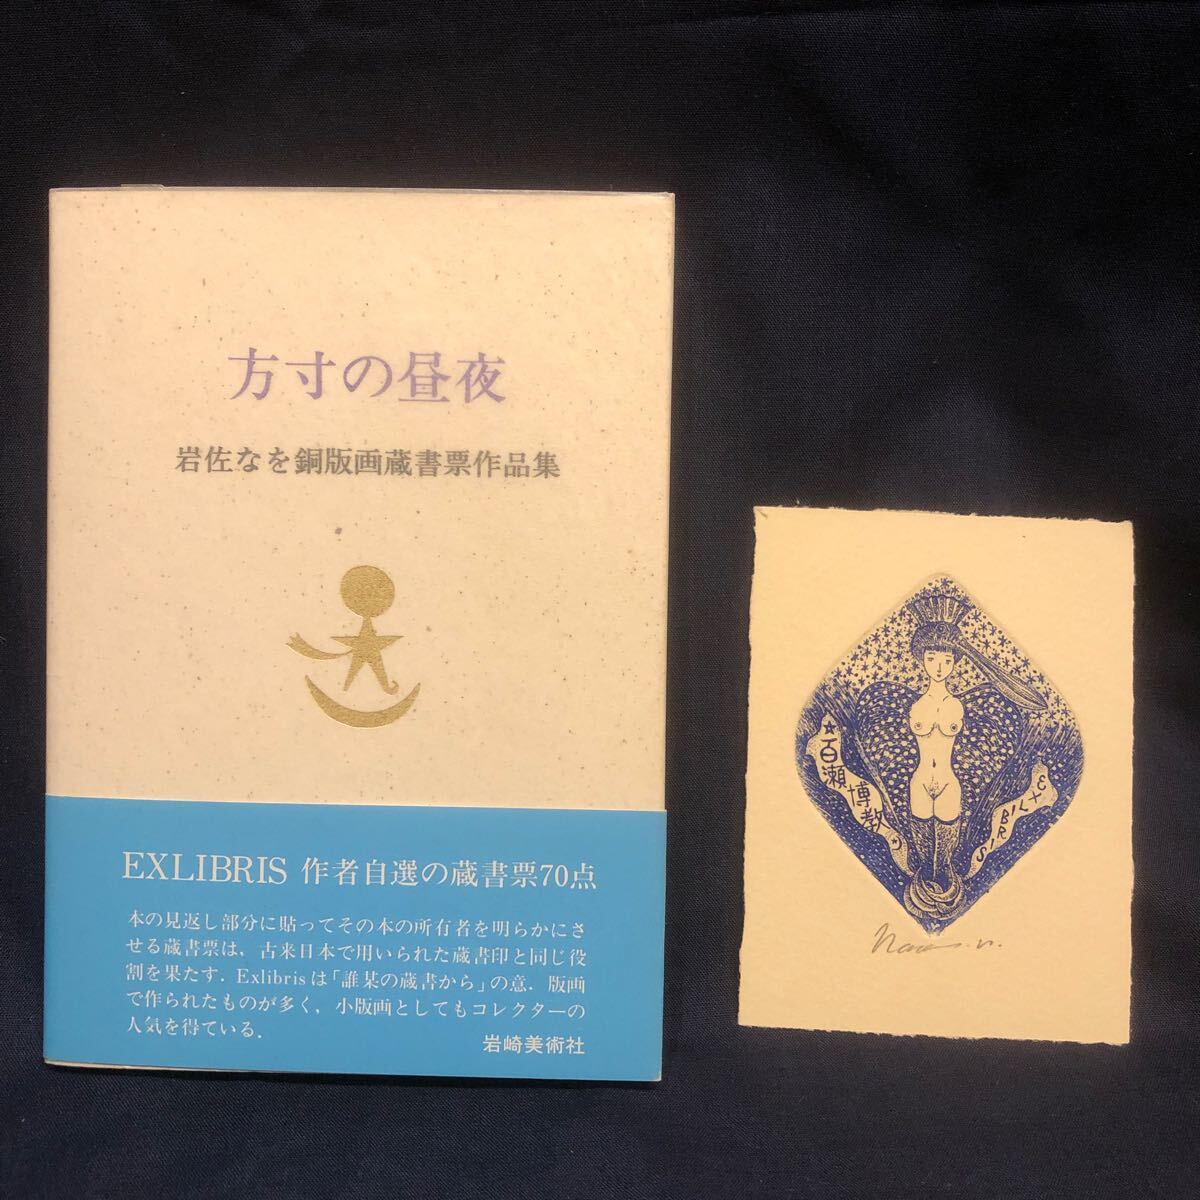 方寸の昼夜
岩佐なを銅版画蔵書票作品集
EXLIBRIS 作者自選の蔵書票70点
本の見返し部分に貼ってその本の所有者を明らかにさ
せる蔵書票は，古来日本で用いられた蔵書印と同じ役
割を果たす．Exlibrisは「誰某の蔵書から」の意．版画
で作られたものが多く，小版画としてもコレクターの
人気を得ている．
岩崎美術社
百瀬博教
EXLIBRIS